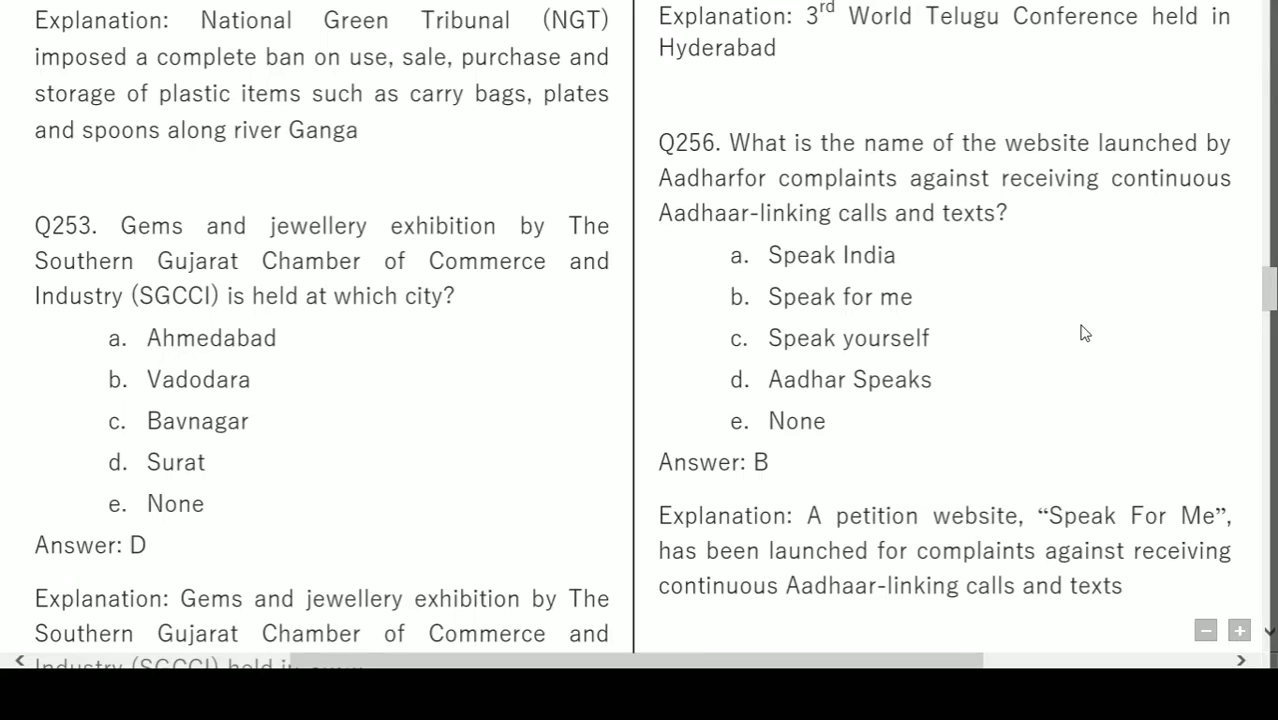 Explanation: National Green Tribunal (NGT)
imposed a complete ban on use, sale, purchase and
storage of plastic items such as carry bags, plates
and spoons along river Ganga
Q253. Gems and jewellery exhibition by The
Southern Gujarat Chamber of Commerce and
Industry (SGCCI) is held at which city?
a. Ahmedabad
b. Vadodara
c. Bavnagar
d. Surat
e. None
Answer: D
Explanation: Gems and jewellery exhibition by The
Southern Gujarat Chamber of Commerce and
Industry (SGCCI) held in
Explanation: 3rd World Telugu Conference held in
Hyderabad
Q256. What is the name of the website launched by
Aadharfor complaints against receiving continuous
Aadhaar-linking calls and texts?
a. Speak India
b. Speak for me
c. Speak yourself
d. Aadhar Speaks
e. None
Answer: B
Explanation: A petition website, “Speak For Me”,
has been launched for complaints against receiving
continuous Aadhaar-linking calls and texts